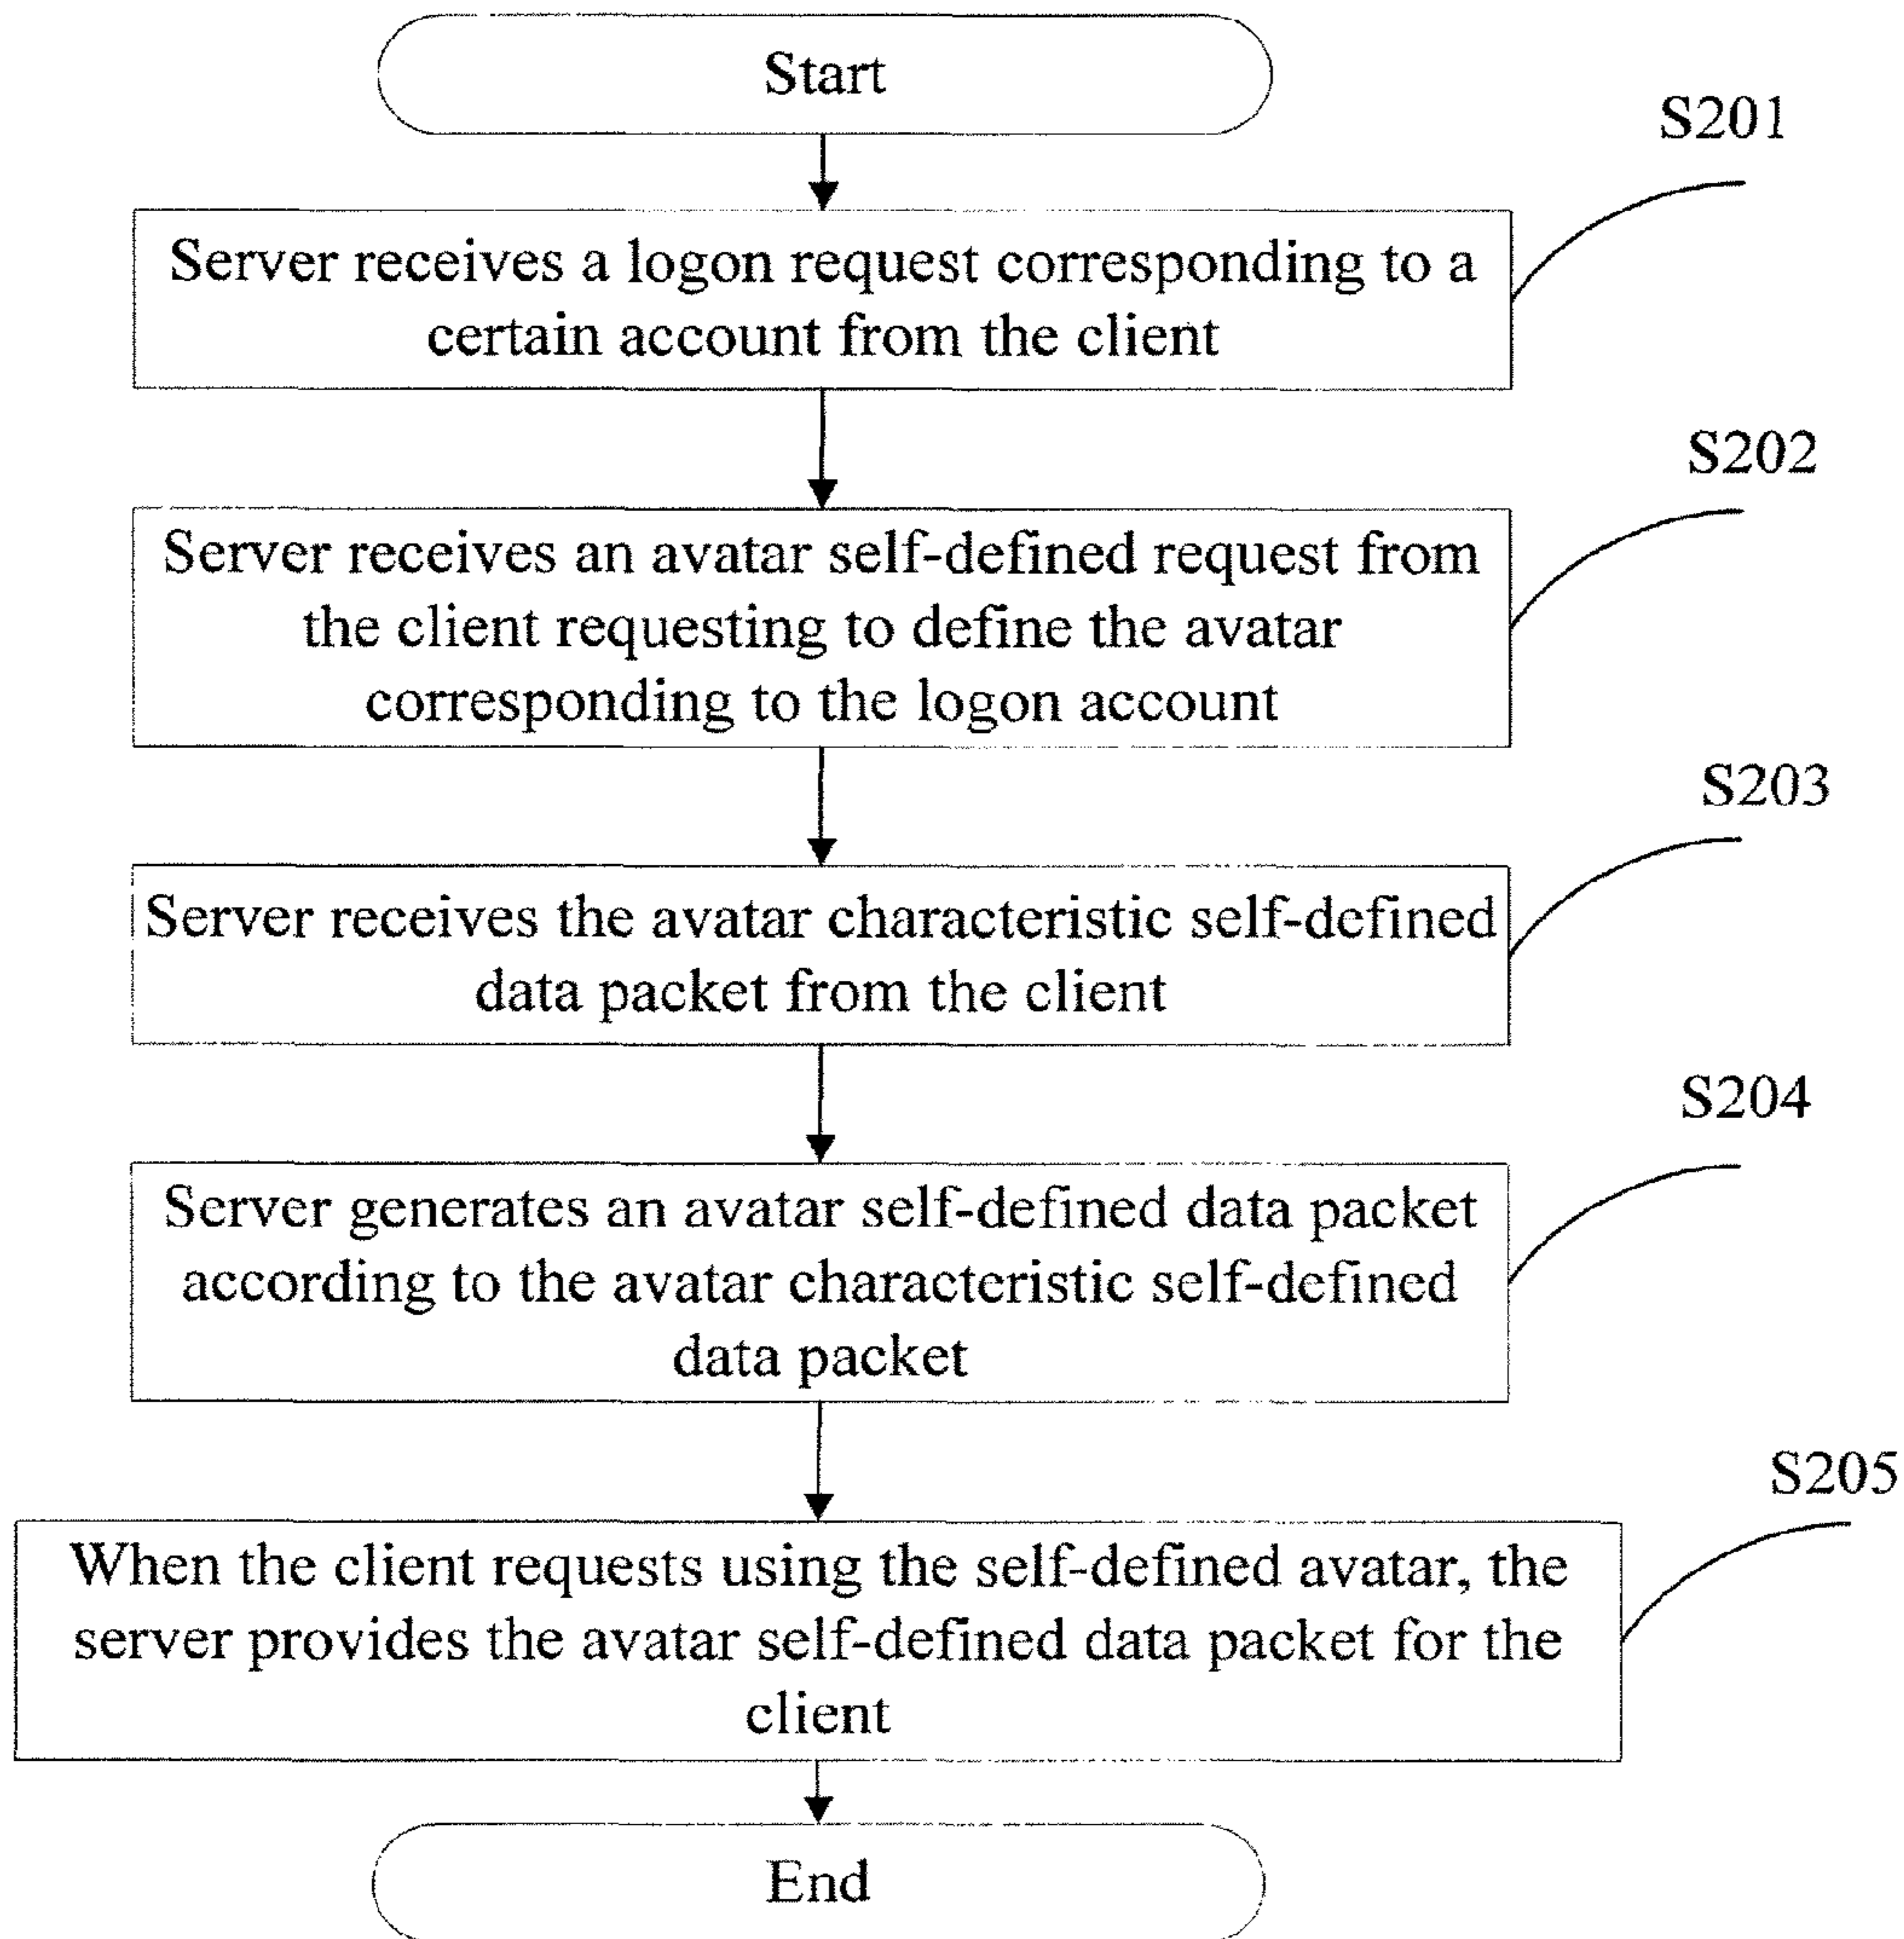 Start
S201
Server receives a logon request corresponding to a
certain account from the client
S202
Server receives an avatar self-defined request from
the client requesting to define the avatar
corresponding to the logon account
S203
Server receives the avatar characteristic self-defined
data packet from the client
S204
Server generates an avatar self-defined data packet
according to the avatar characteristic self-defined
data packet
S205
When the client requests using the self-defined avatar, the
server provides the avatar self-defined data packet for the
client
End